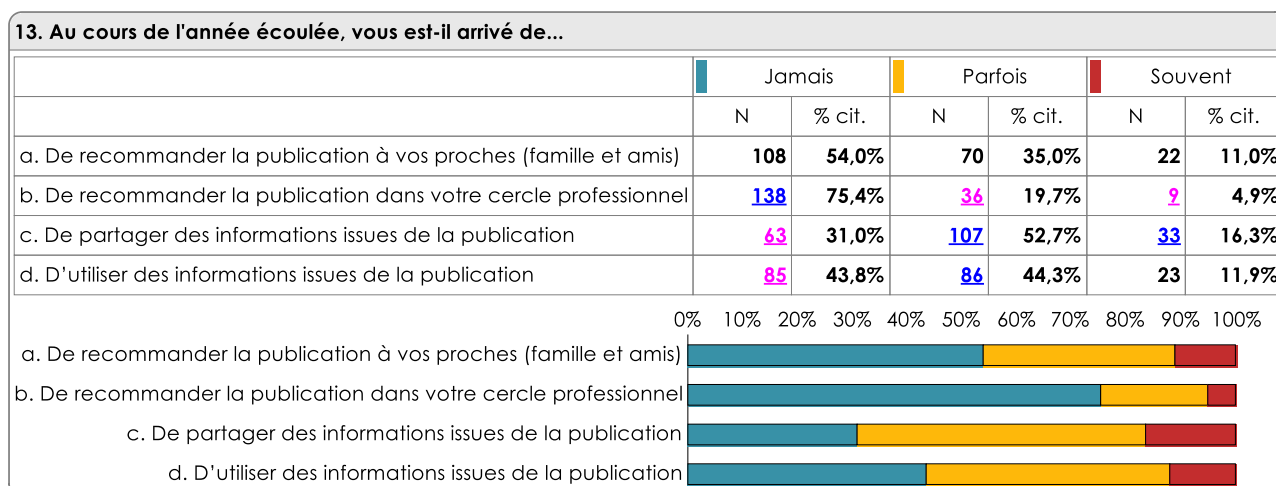 13. Au cours de l'année écoulée, vous est-il arrivé de...
Jamais Parfois Souvent
N % cit. N % cit. N % cit.
a. De recommander la publication à vos proches (famille et amis) 108 54,0% 70 35,0% 22 11,0%
b. De recommander la publication dans votre cercle professionnel 138 75,4% 36 19,7% 9 4,9%
c. De partager des informations issues de la publication 63 31,0% 107 52,7% 33 16,3%
d. D’utiliser des informations issues de la publication 85 43,8% 86 44,3% 23 11,9%
0% 10% 20% 30% 40% 50% 60% 70% 80% 90% 100%
a. De recommander la publication à vos proches (famille et amis)
b. De recommander la publication dans votre cercle professionnel
c. De partager des informations issues de la publication
d. D’utiliser des informations issues de la publication